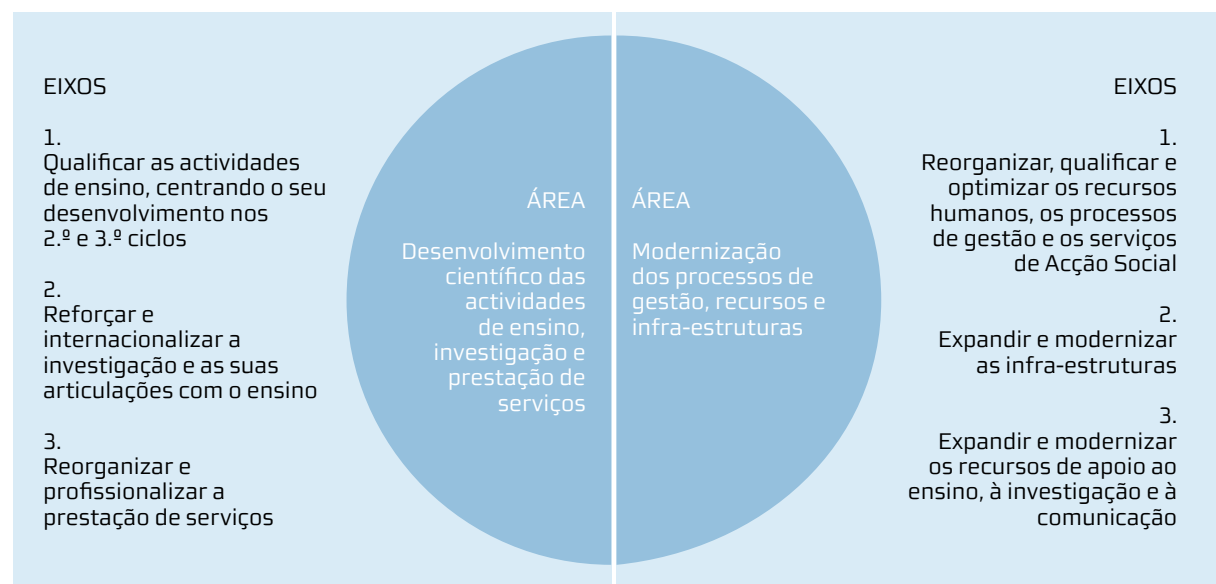 EIXOS
1.
Qualificar as actividades
de ensino, centrando o seu
desenvolvimento nos
2.º e 3.º ciclos
2.
Reforçar e
internacionalizar a
investigação e as suas
articulações com o ensino
3.
Reorganizar e
profissionalizar a
prestação de serviços
ÁREA
Desenvolvimento
científico das
actividades
de ensino,
investigação e
prestação de
serviços
ÁREA
Modernização
dos processos de
gestão, recursos e
infra-estruturas
EIXOS
1.
Reorganizar, qualificar e
optimizar os recursos
humanos, os processos
de gestão e os serviços
de Acção Social
2.
Expandir e modernizar
as infra-estruturas
3.
Expandir e modernizar
os recursos de apoio ao
ensino, à investigação e à
comunicação